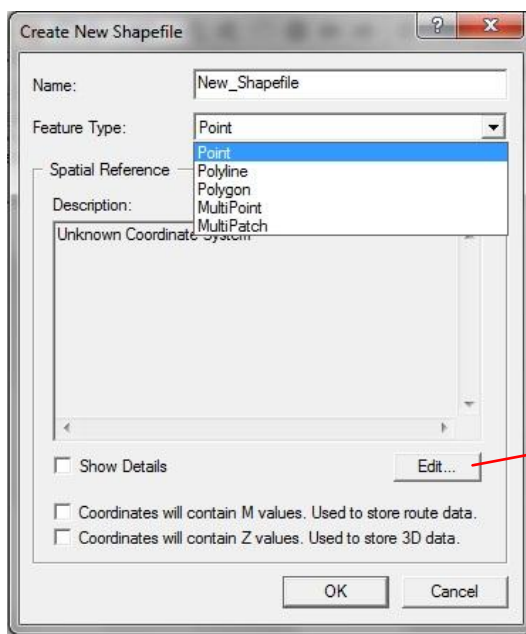 Create New Shapefile
Name: New_Shapefile
Feature Type: Point
Point
Polyline
Polygon
MultiPoint
MultiPatch
Spatial Reference
Description:
Unknown Coordinate System
Show Details
Edit...
Coordinates will contain M values. Used to store route data.
Coordinates will contain Z values. Used to store 3D data.
OK Cancel